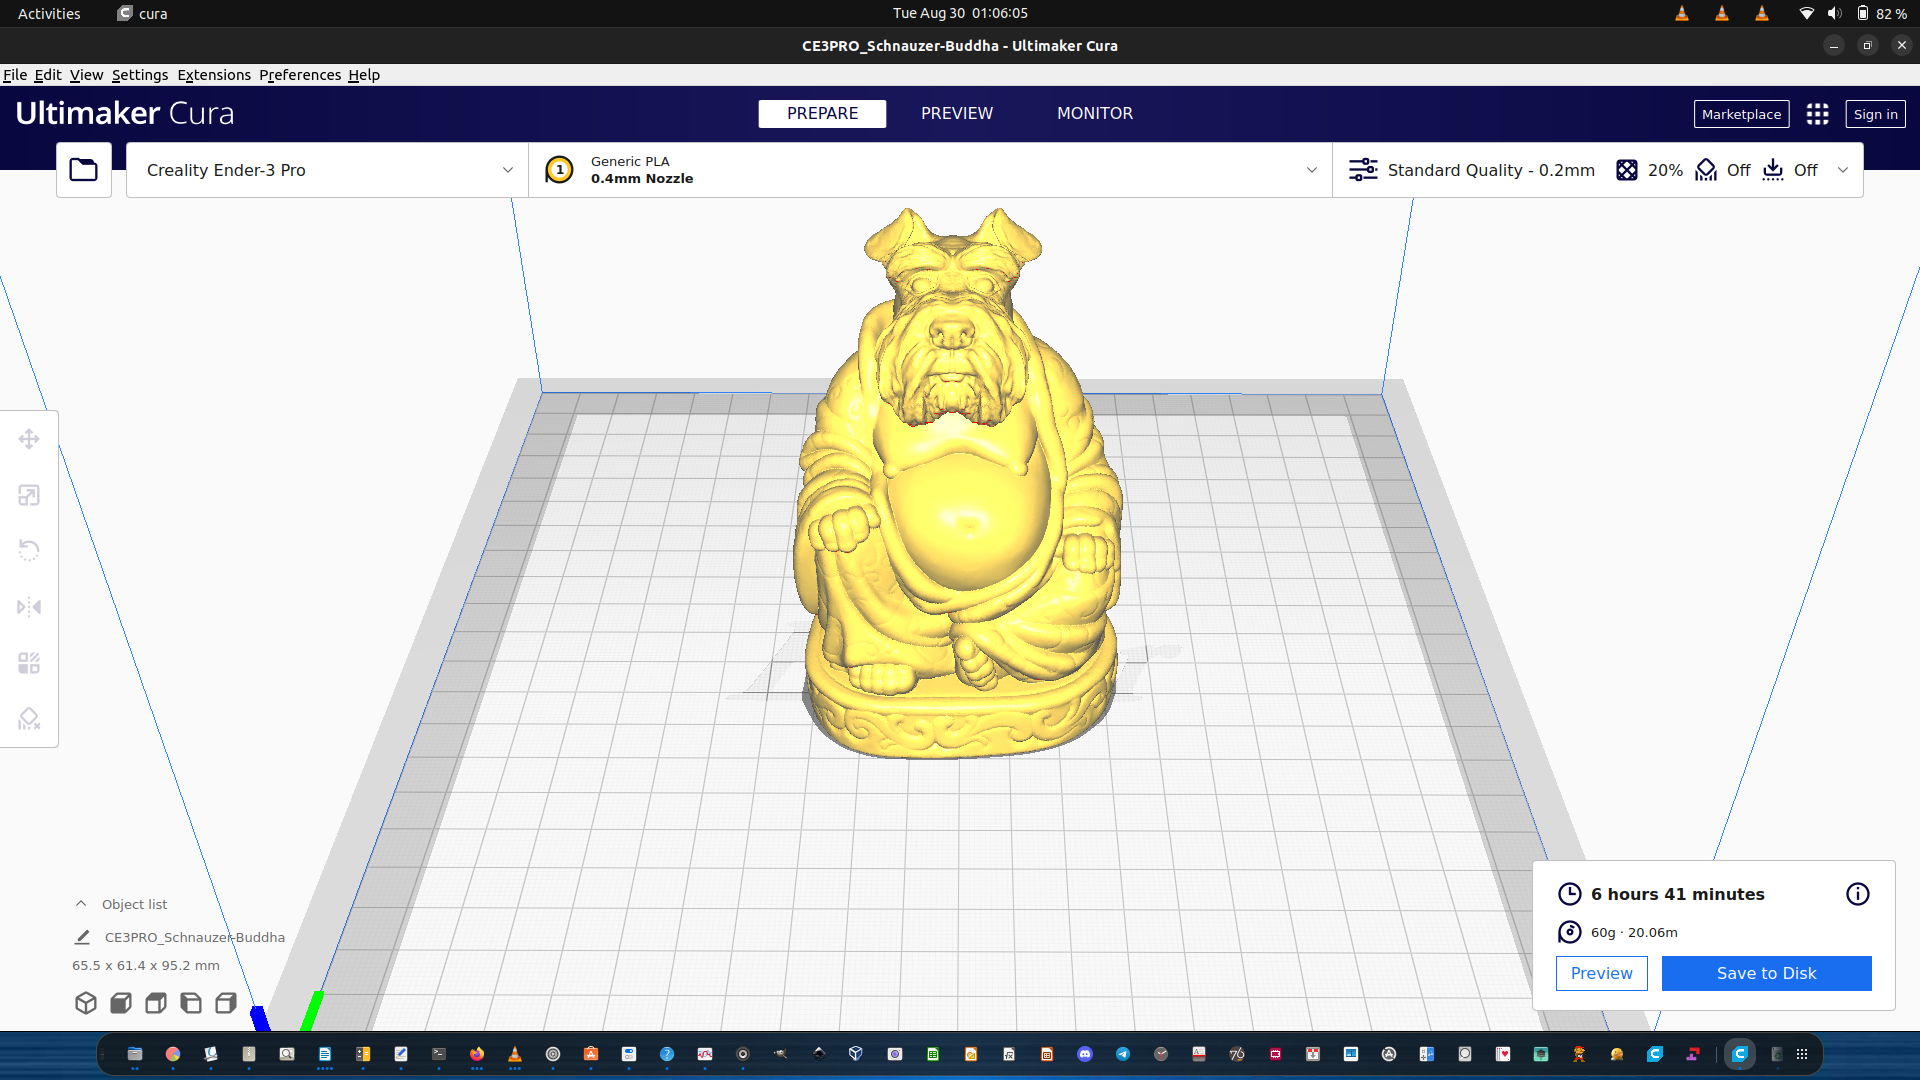 Activities
cura
Tue Aug 30 01:06:05
82 %
CE3PRO_Schnauzer-Buddha - Ultimaker Cura
File Edit View Settings Extensions Preferences Help
Ultimaker Cura
PREPARE
PREVIEW
MONITOR
Marketplace
Sign in
Creality Ender-3 Pro
1
Generic PLA
0.4mm Nozzle
Standard Quality - 0.2mm
20%
Off
Off
Object list
CE3PRO_Schnauzer-Buddha
65.5 x 61.4 x 95.2 mm
6 hours 41 minutes
60g · 20.06m
Preview
Save to Disk